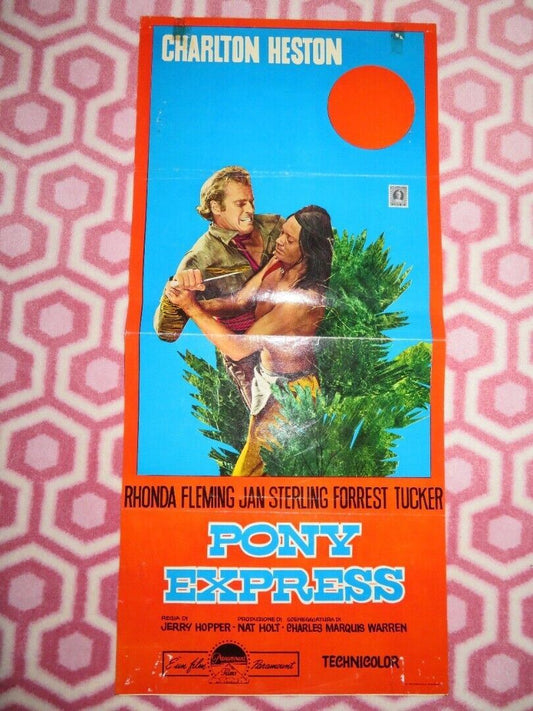 CHARLTON HESTON
RHONDA FLEMING JAN STERLING FORREST TUCKER
PONY
EXPRESS
REGIA DI PRODUZIONE DI SCENEGGIATURA DI
JERRY HOPPER - NAT HOLT - CHARLES MARQUIS WARREN
È un film Paramount Paramount TECHNICOLOR